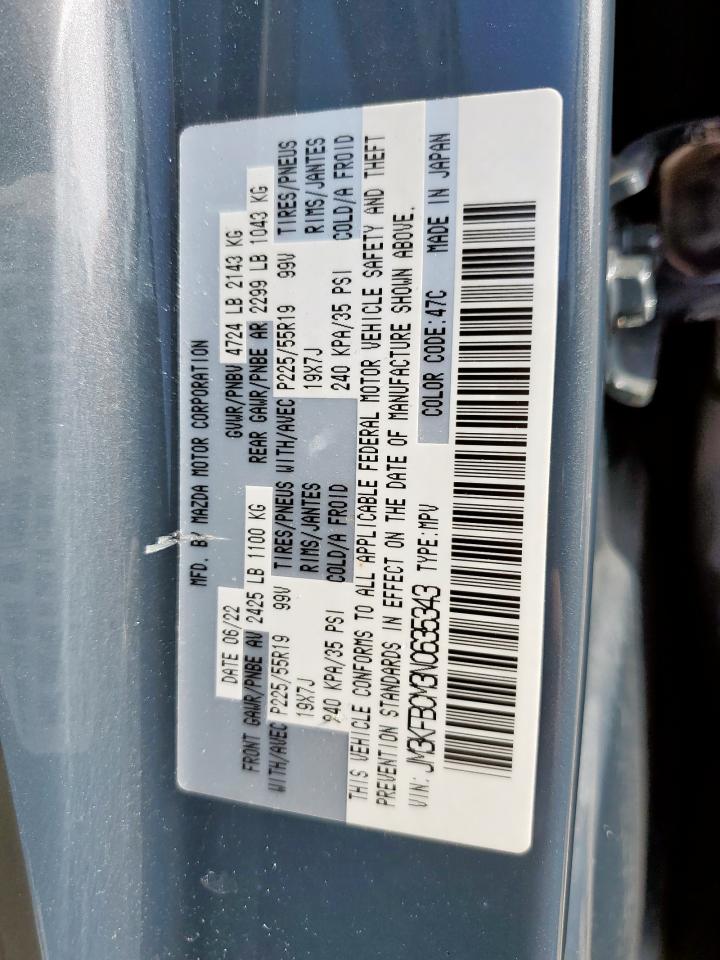 MFD. BY MAZDA MOTOR CORPORATION
DATE 06/22 GVWR/PNBV 4724 LB 2143 KG
FRONT GAWR/PNBE AV 2425 LB 1100 KG REAR GAWR/PNBE AR 2299 LB 1043 KG
WITH/AVEC P225/55R19 99V TIRES/PNEUS WITH/AVEC P225/55R19 99V TIRES/PNEUS
19X7J RIMS/JANTES 19X7J RIMS/JANTES
240 KPA/35 PSI COLD/A FROID 240 KPA/35 PSI COLD/A FROID
THIS VEHICLE CONFORMS TO ALL APPLICABLE FEDERAL MOTOR VEHICLE SAFETY AND THEFT
PREVENTION STANDARDS IN EFFECT ON THE DATE OF MANUFACTURE SHOWN ABOVE.
VIN: JM3KFBCM3N0635943 TYPE:MPV COLOR CODE:47C MADE IN JAPAN